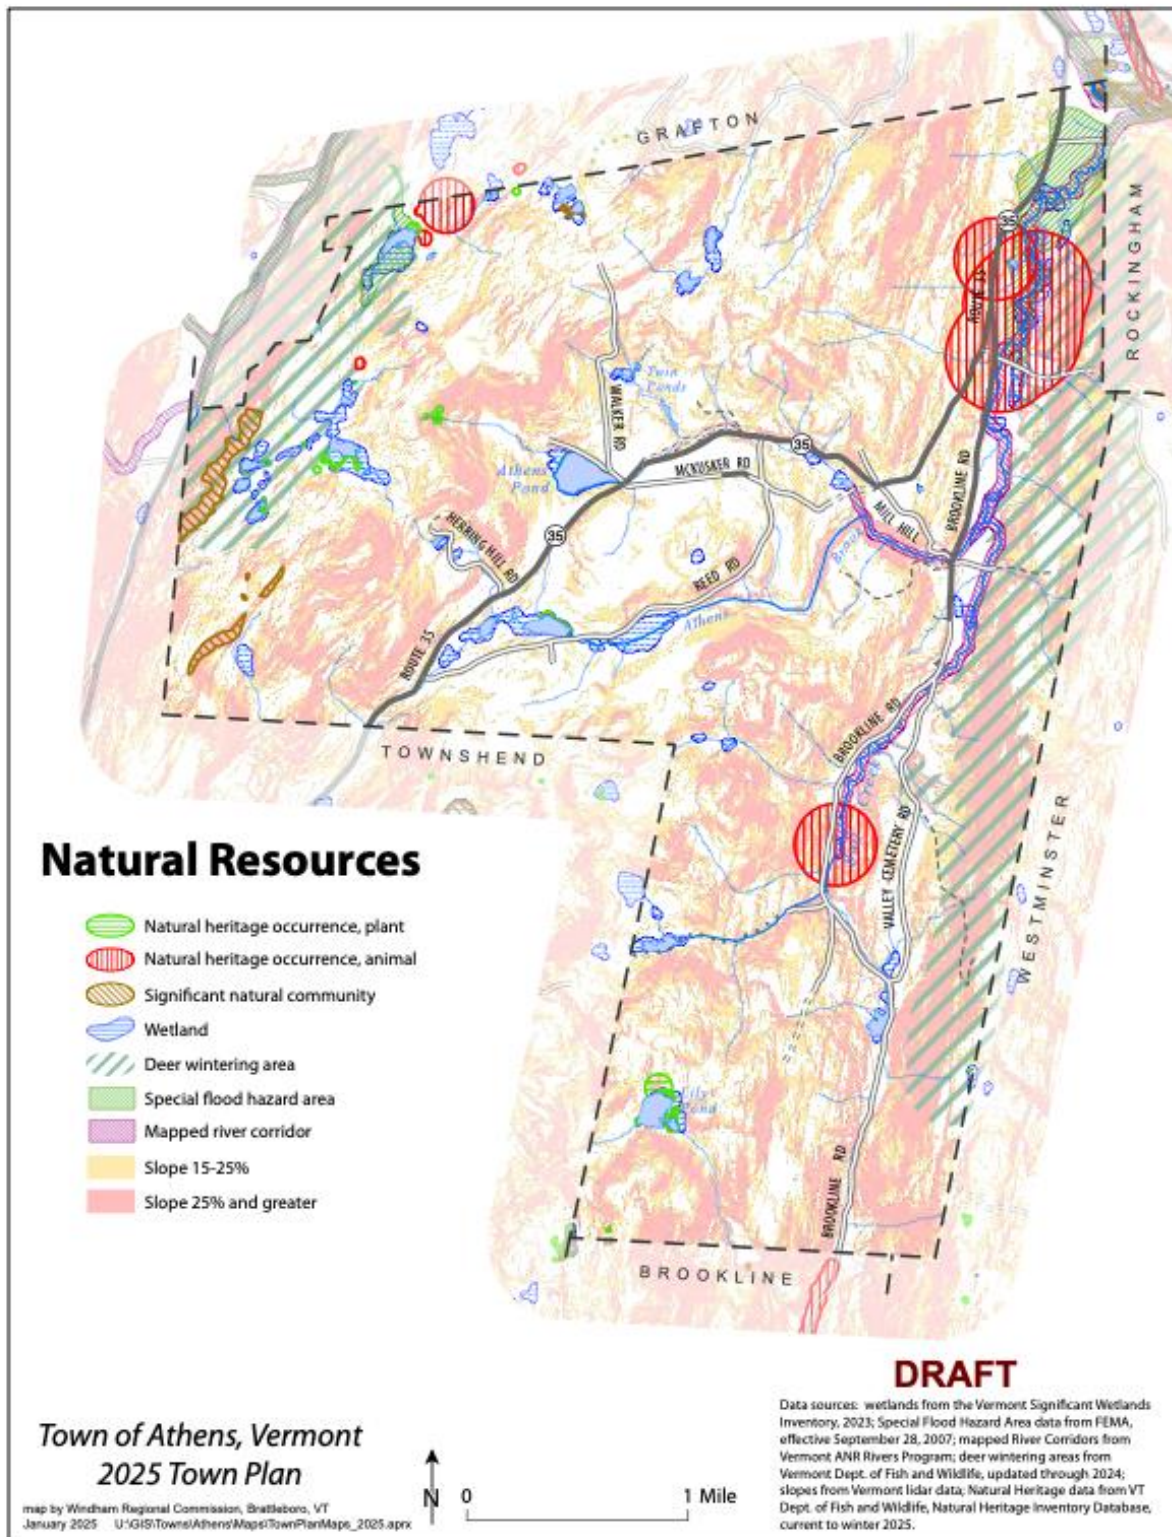 GRAFTON
ROCKINGHAM
35
ROUTE 35
Twin
Ponds
WALKER RD
35
Athens
Pond
MCKUSKER RD
BROOKLINE RD
MILL HILL
HERRING HILL RD
35
Brook
REED RD
Athens
ROUTE 35
TOWNSHEND
BROOKLINE RD
Creek
VALLEY CEMETERY RD
WESTMINSTER
Natural Resources
Natural heritage occurrence, plant
Natural heritage occurrence, animal
Significant natural community
Wetland
Deer wintering area
Special flood hazard area
Mapped river corridor
Slope 15-25%
Slope 25% and greater
Lily
Pond
BROOKLINE RD
BROOKLINE
DRAFT
Data sources: wetlands from the Vermont Significant Wetlands
Inventory, 2023; Special Flood Hazard Area data from FEMA,
effective September 28, 2007; mapped River Corridors from
Vermont ANR Rivers Program; deer wintering areas from
Vermont Dept. of Fish and Wildlife, updated through 2024;
slopes from Vermont lidar data; Natural Heritage data from VT
Dept. of Fish and Wildlife, Natural Heritage Inventory Database,
current to winter 2025.
Town of Athens, Vermont
2025 Town Plan
map by Windham Regional Commission, Brattleboro, VT
January 2025 U:\GIS\Towns\Athens\Maps\TownPlanMaps_2025.aprx
N
0
1 Mile